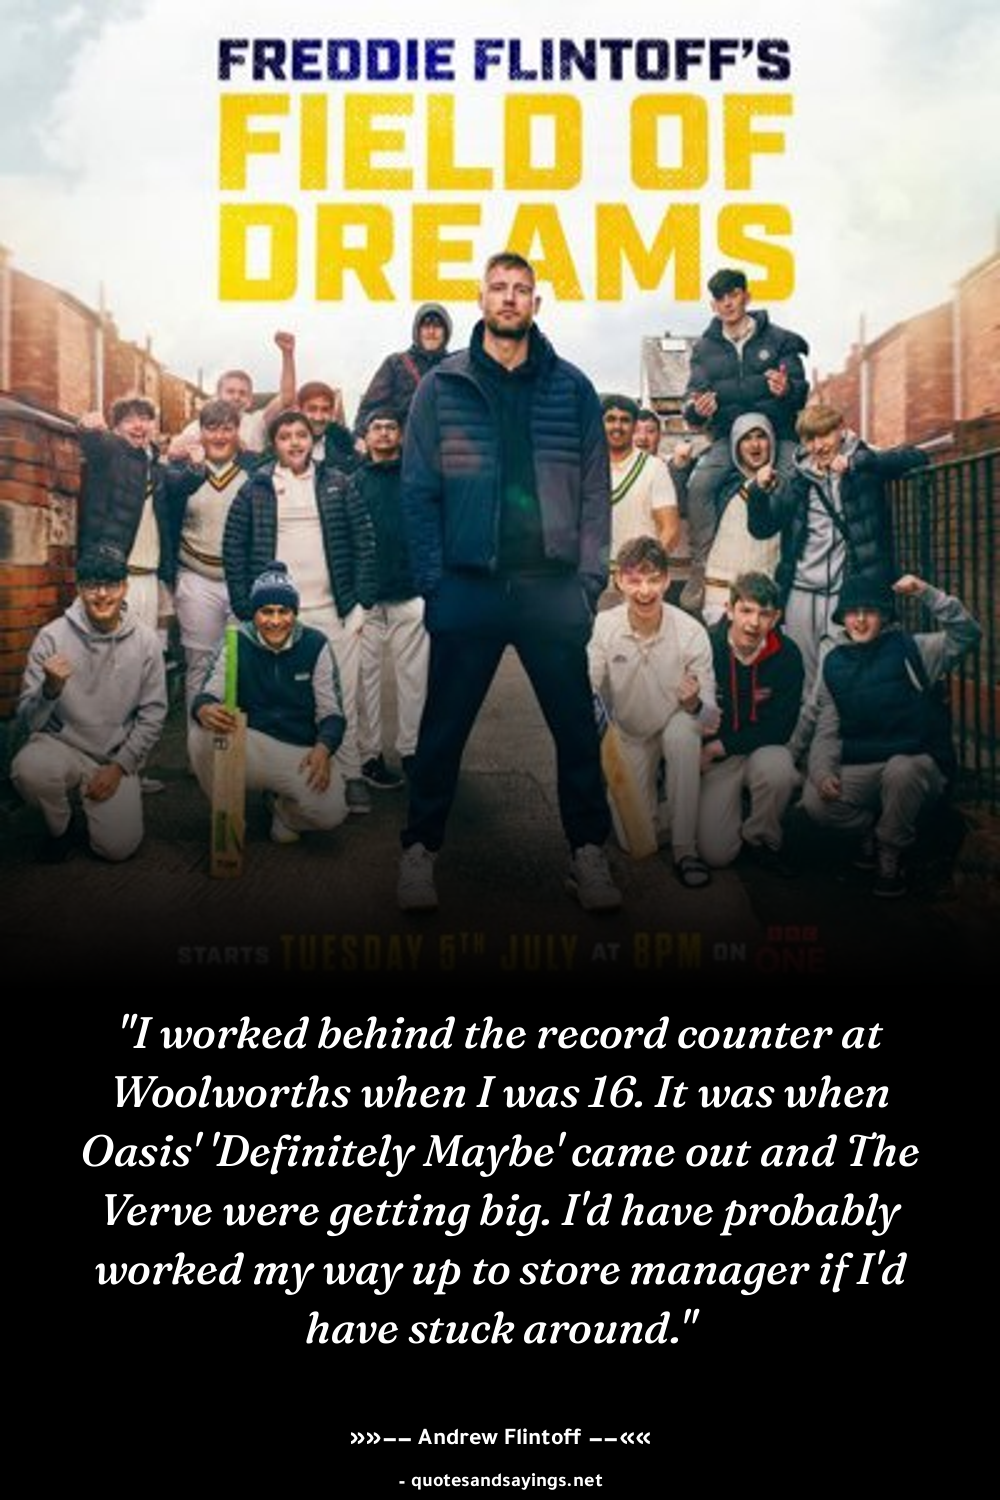 FREDDIE FLINTOFF'S
FIELD OF
DREAMS
STARTS TUESDAY 5TH JULY AT 8PM ON BBC ONE
"I worked behind the record counter at
Woolworths when I was 16. It was when
Oasis' 'Definitely Maybe' came out and The
Verve were getting big. I'd have probably
worked my way up to store manager if I'd
have stuck around."
»»—— Andrew Flintoff ——««
- quotesandsayings.net